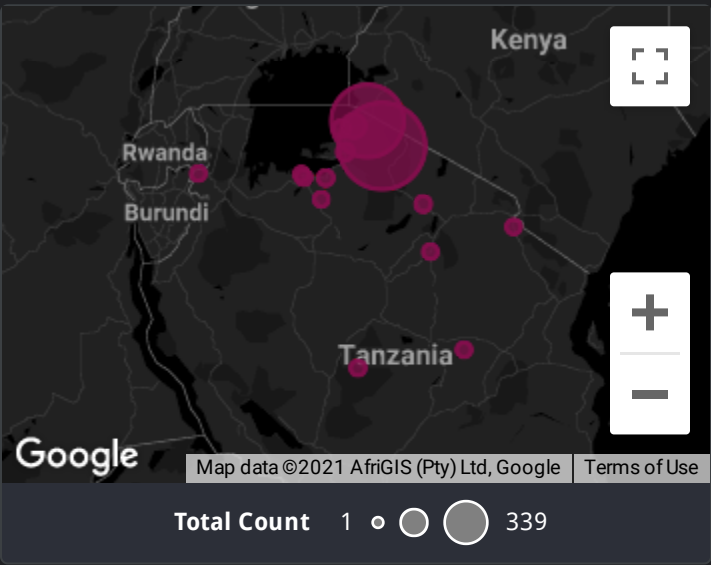 Kenya
Rwanda
Burundi
Tanzania
Google
Map data ©2021 AfriGIS (Pty) Ltd, Google
Terms of Use
Total Count 1 339